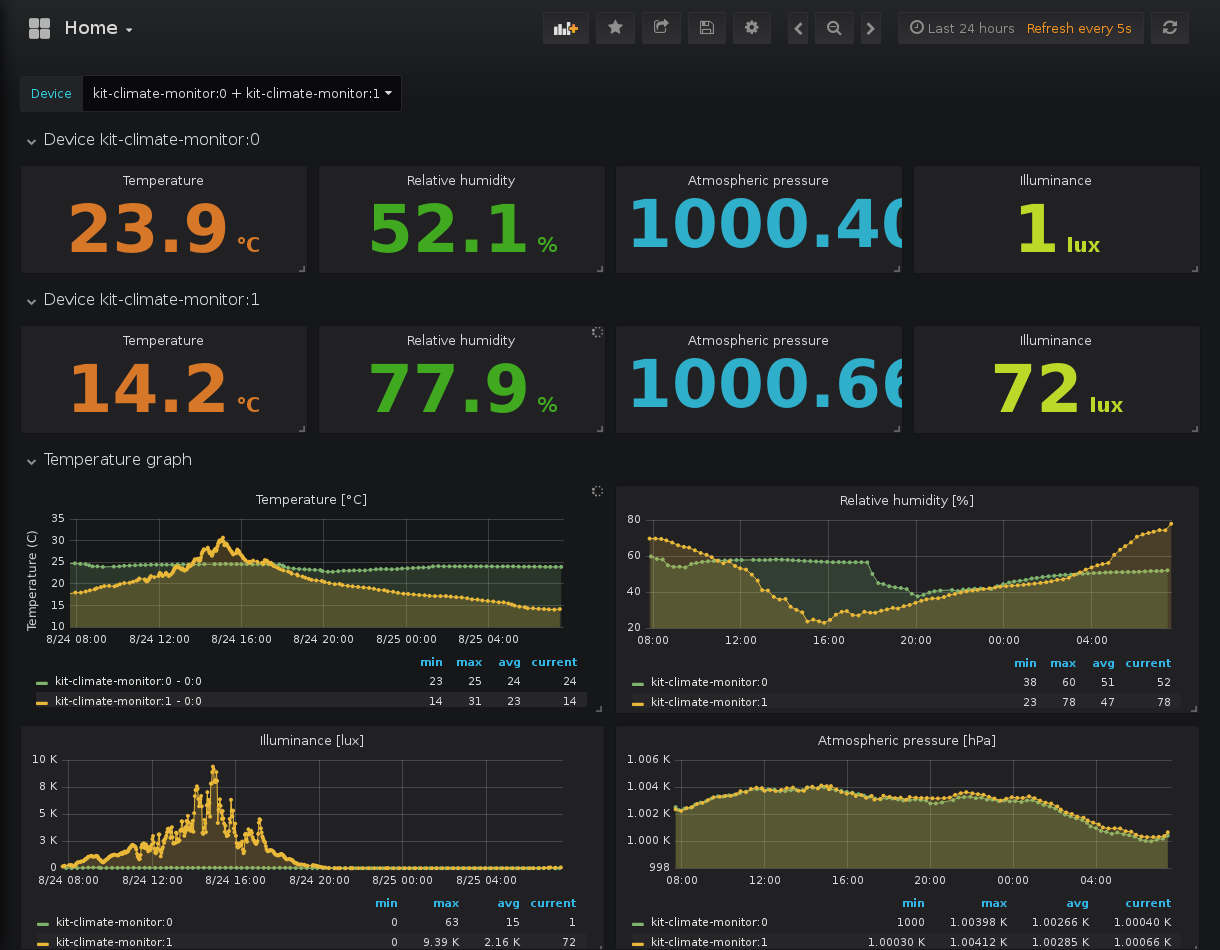 Home
Last 24 hours Refresh every 5s
Device kit-climate-monitor:0 + kit-climate-monitor:1
Device kit-climate-monitor:0
Temperature Relative humidity Atmospheric pressure Illuminance
23.9 °C 52.1 % 1000.40 1 lux
Device kit-climate-monitor:1
Temperature Relative humidity Atmospheric pressure Illuminance
14.2 °C 77.9 % 1000.66 72 lux
Temperature graph
Temperature [°C]
Temperature (C)
35
30
25
20
15
10
8/24 08:00 8/24 12:00 8/24 16:00 8/24 20:00 8/25 00:00 8/25 04:00
min max avg current
kit-climate-monitor:0 - 0:0 23 25 24 24
kit-climate-monitor:1 - 0:0 14 31 23 14
Relative humidity [%]
80
60
40
20
08:00 12:00 16:00 20:00 00:00 04:00
min max avg current
kit-climate-monitor:0 38 60 51 52
kit-climate-monitor:1 23 78 47 78
Illuminance [lux]
10 K
8 K
5 K
3 K
0
8/24 08:00 8/24 12:00 8/24 16:00 8/24 20:00 8/25 00:00 8/25 04:00
min max avg current
kit-climate-monitor:0 0 63 15 1
kit-climate-monitor:1 0 9.39 K 2.16 K 72
Atmospheric pressure [hPa]
1.006 K
1.004 K
1.002 K
1.000 K
998
08:00 12:00 16:00 20:00 00:00 04:00
min max avg current
kit-climate-monitor:0 1000 1.00398 K 1.00266 K 1.00040 K
kit-climate-monitor:1 1.00030 K 1.00412 K 1.00285 K 1.00066 K